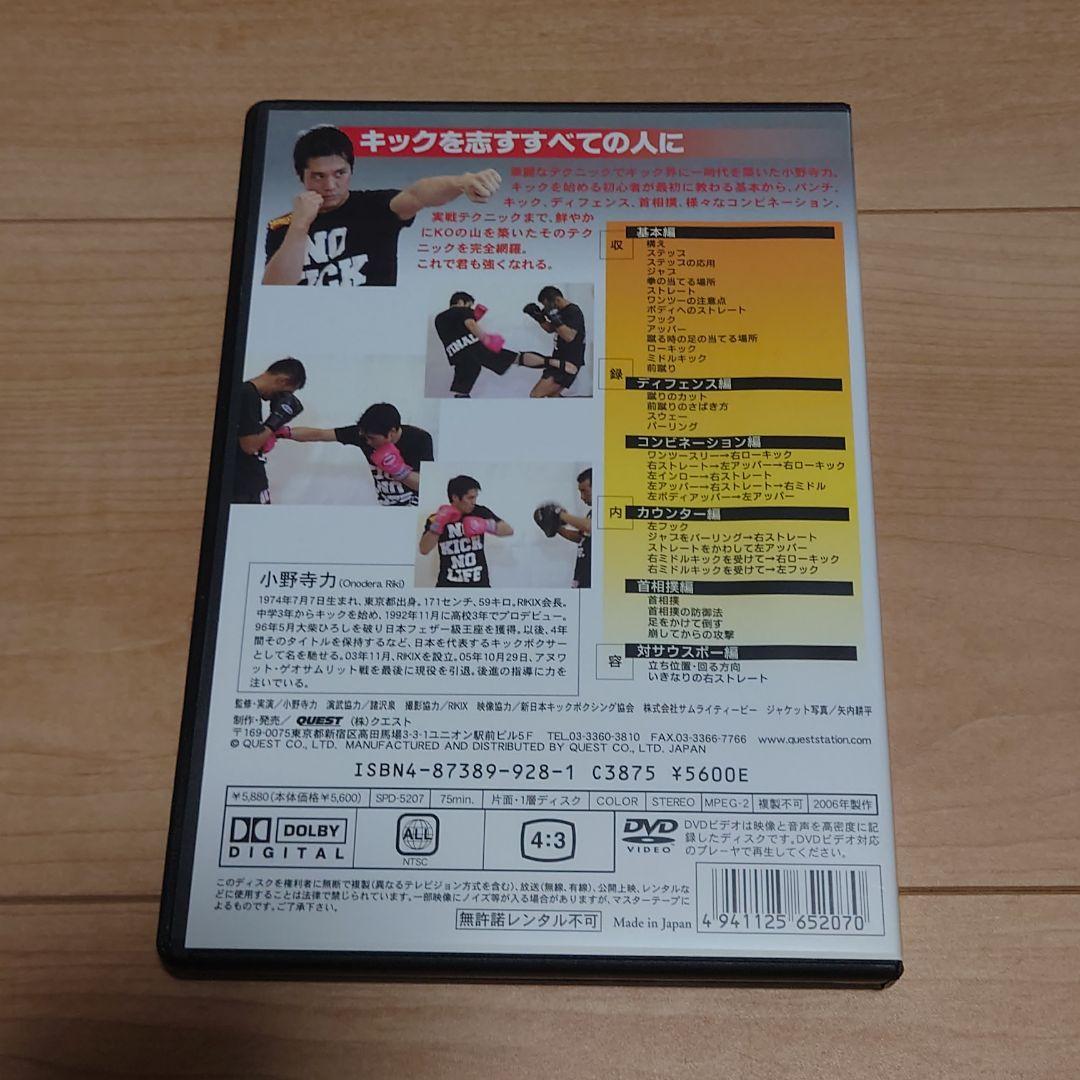 キックを志すすべての人に
華麗なテクニックでキック界に一時代を築いた小野寺力。
キックを始める初心者が最初に教わる基本から、パンチ、
キック、ディフェンス、首相撲、様々なコンビネーション、
実戦テクニックまで、鮮やか
にKOの山を築いたそのテク
ニックを完全網羅。
これで君も強くなれる。
NO
FINAL
NO
KICK
NO
LIFE
収
録
内
容
基本編
構え
ステップ
ステップの応用
ジャブ
拳の当てる場所
ストレート
ワンツーの注意点
ボディへのストレート
フック
アッパー
蹴る時の足の当てる場所
ローキック
ミドルキック
前蹴り
ディフェンス編
蹴りのカット
前蹴りのさばき方
スウェー
パーリング
コンビネーション編
ワンツースリー→右ローキック
右ストレート→左アッパー→右ローキック
左インロー→右ストレート
左アッパー→右ストレート→右ミドル
左ボディアッパー→左アッパー
カウンター編
左フック
ジャブをパーリング→右ストレート
ストレートをかわして左アッパー
右ミドルキックを受けて→右ローキック
右ミドルキックを受けて→左フック
首相撲編
首相撲
首相撲の防御法
足をかけて倒す
崩してからの攻撃
対サウスポー編
立ち位置・回る方向
いきなりの右ストレート
小野寺力(Onodera Riki)
1974年7月7日生まれ、東京都出身。171センチ、59キロ。RIKIX会長。
中学3年からキックを始め、1992年11月に高校3年でプロデビュー。
96年5月大柴ひろしを破り日本フェザー級王座を獲得。以後、4年
間そのタイトルを保持するなど、日本を代表するキックボクサー
として名を馳せる。03年11月、RIKIXを設立。05年10月29日、アヌワ
ット・ゲオサムリット戦を最後に現役を引退。後進の指導に力を
注いでいる。
監修・実演/小野寺力 演武協力/諸沢泉 撮影協力/RIKIX 映像協力/新日本キックボクシング協会 株式会社サムライティービー ジャケット写真/矢内耕平
制作・発売/ QUEST (株)クエスト
〒169-0075東京都新宿区高田馬場3-3-1ユニオン駅前ビル5F TEL.03-3360-3810 FAX.03-3366-7766 www.queststation.com
© QUEST CO., LTD. MANUFACTURED AND DISTRIBUTED BY QUEST CO., LTD. JAPAN
ISBN4-87389-928-1 C3875 ¥5600E
￥5,880(本体価格￥5,600) SPD-5207 75min. 片面・1層ディスク COLOR STEREO MPEG-2 複製不可 2006年製作
DOLBY
DIGITAL
ALL
NTSC
4:3
DVD
VIDEO
DVDビデオは映像と音声を高密度に記
録したディスクです。DVDビデオ対応
のプレーヤで再生してください。
このディスクを権利者に無断で複製(異なるテレビジョン方式を含む)、放送(無線、有線)、公開上映、レンタルな
どに使用することは法律で禁じられています。一部映像にノイズ等が入る場合がありますが、マスターテープに
よるものです。ご了承下さい。
無許諾レンタル不可 Made in Japan
4 941125 652070